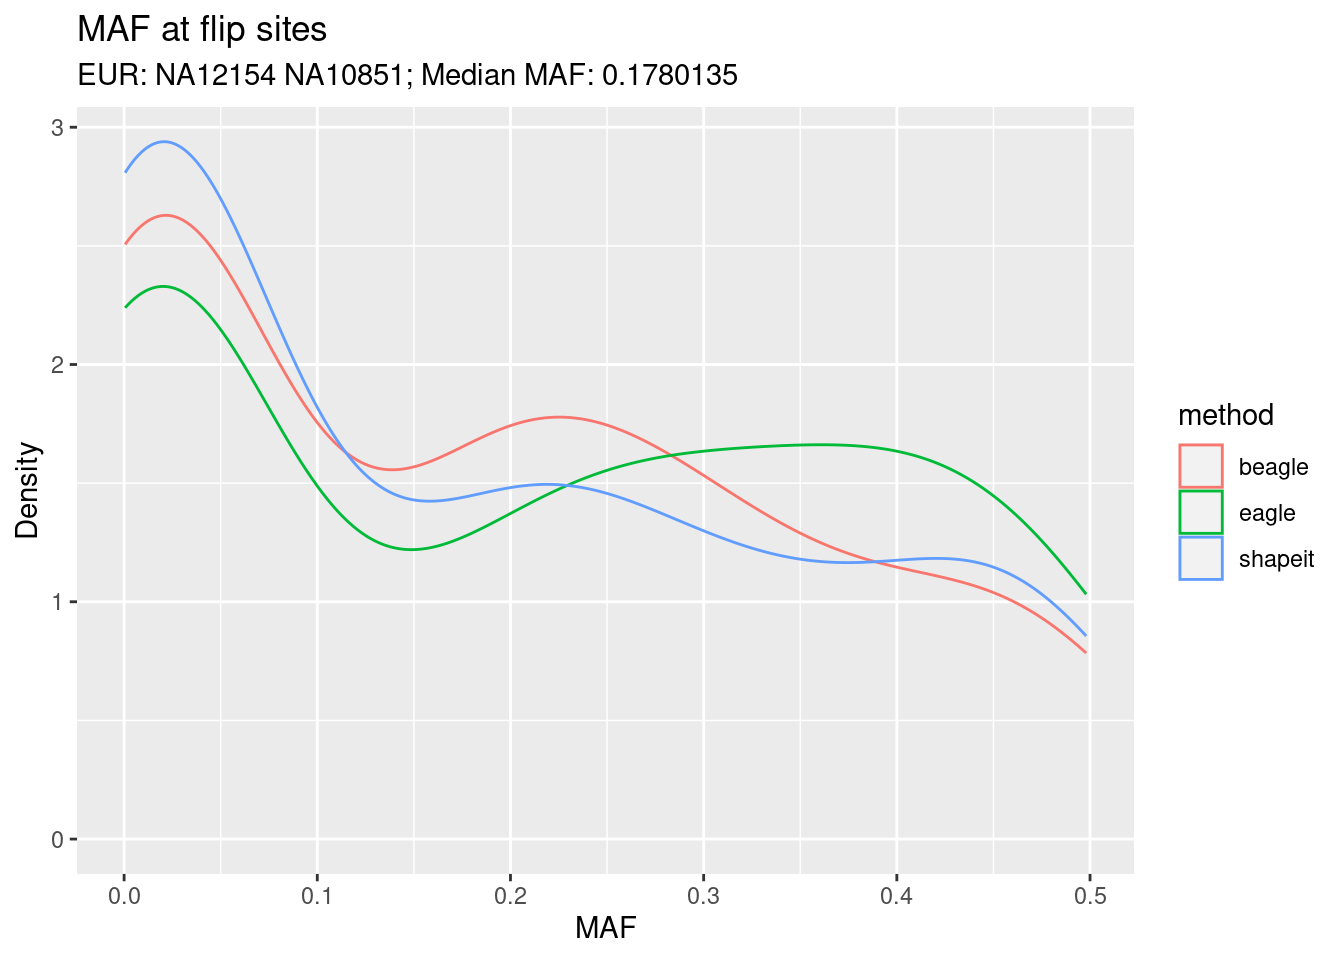 MAF at flip sites
EUR: NA12154 NA10851; Median MAF: 0.1780135
3
2
1
0
Density
0.0 0.1 0.2 0.3 0.4 0.5
MAF
method
beagle
eagle
shapeit